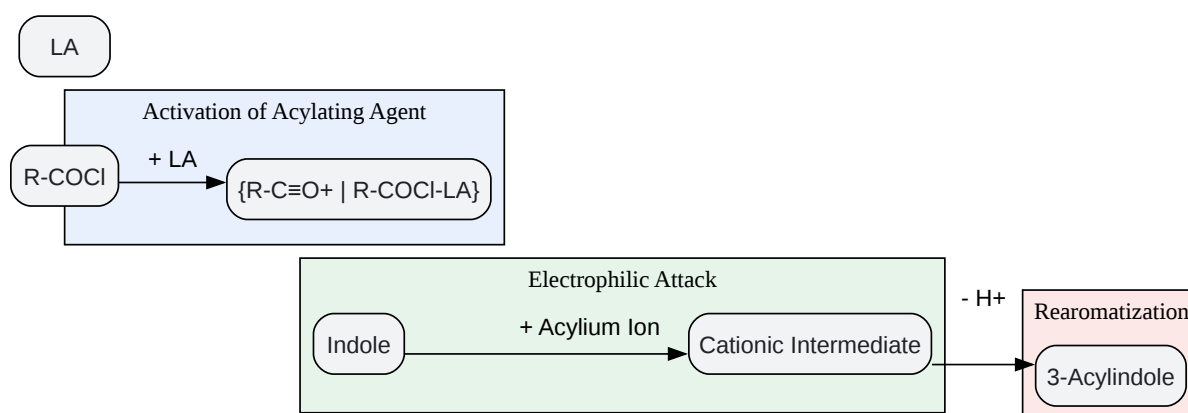 LA
Activation of Acylating Agent
R-COCl
+ LA
{R-C≡O+ | R-COCl-LA}
Electrophilic Attack
Indole
+ Acylium Ion
Cationic Intermediate
- H+
Rearomatization
3-Acylindole